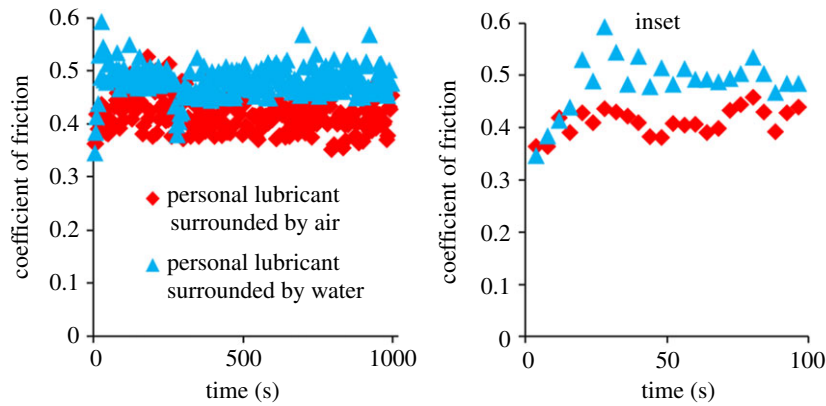 0.6
0.5
0.4
0.3
0.2
0.1
0
coefficient of friction
personal lubricant
surrounded by air
personal lubricant
surrounded by water
0
500
1000
time (s)
inset
0.6
0.5
0.4
0.3
0.2
0.1
0
coefficient of friction
0
50
100
time (s)